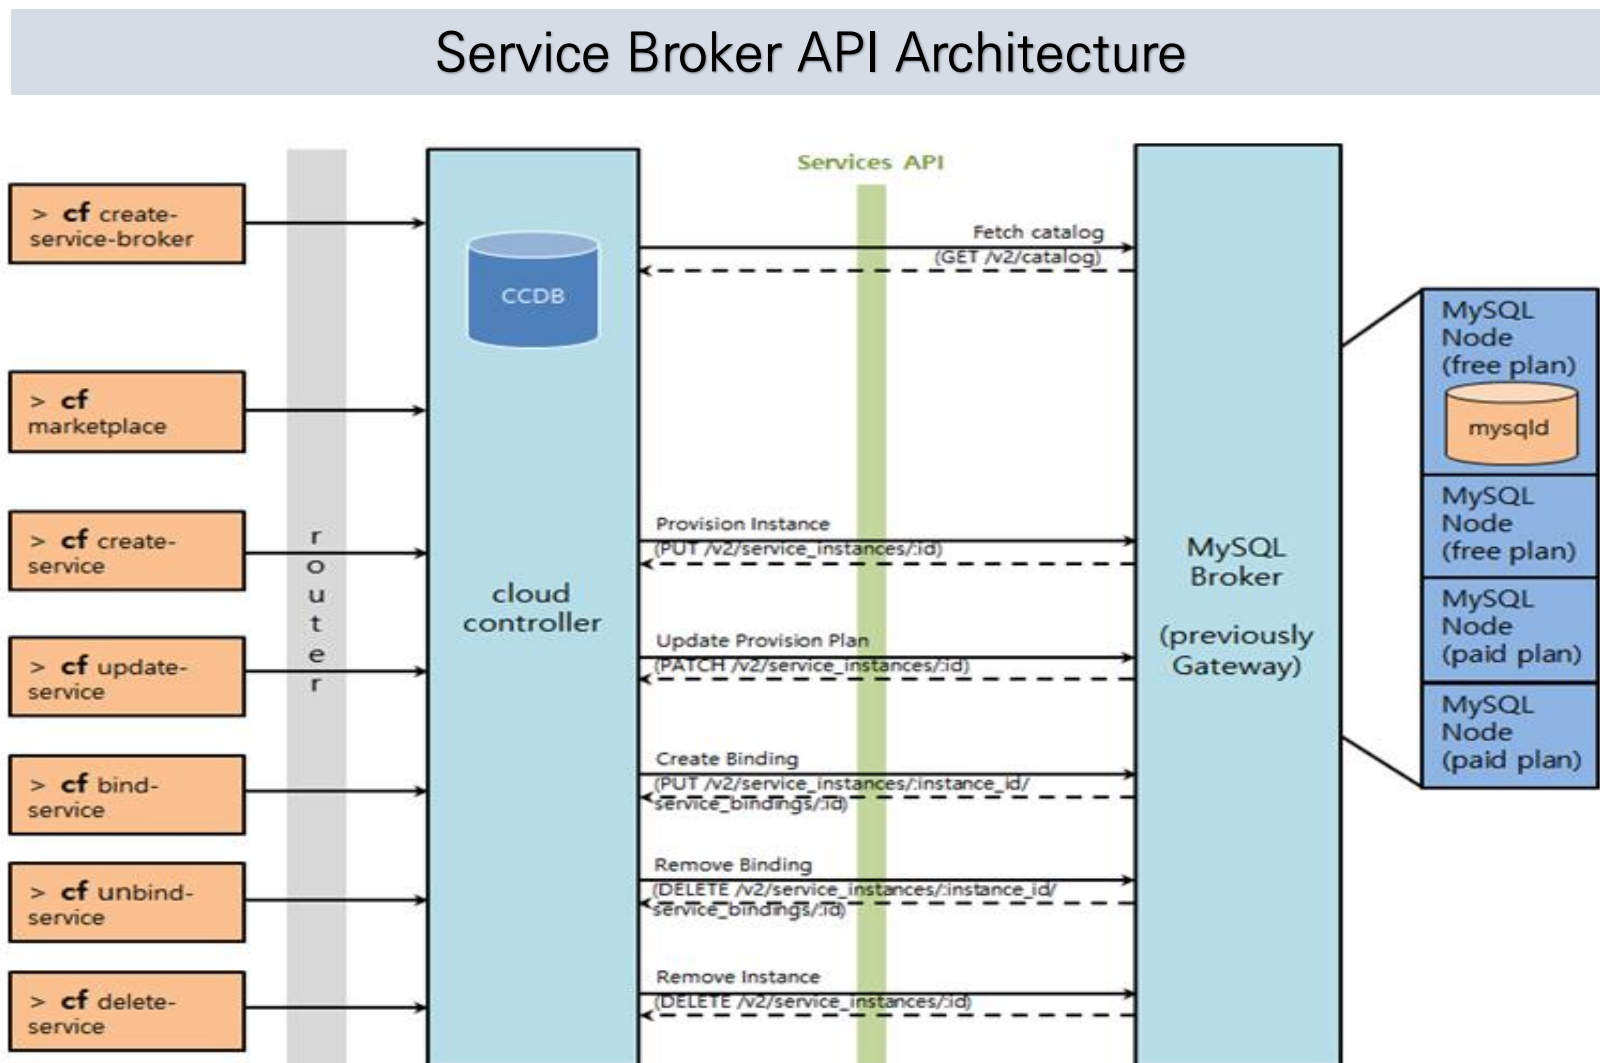 Service Broker API Architecture
> cf create-
service-broker
> cf
marketplace
> cf create-
service
> cf update-
service
> cf bind-
service
> cf unbind-
service
> cf delete-
service
router
CCDB
cloud
controller
Services API
Fetch catalog
(GET /v2/catalog)
Provision Instance
(PUT /v2/service_instances/:id)
Update Provision Plan
(PATCH /v2/service_instances/:id)
Create Binding
(PUT /v2/service_instances/:instance_id/
service_bindings/:id)
Remove Binding
(DELETE /v2/service_instances/:instance_id/
service_bindings/:id)
Remove Instance
(DELETE /v2/service_instances/:id)
MySQL
Broker
(previously
Gateway)
MySQL
Node
(free plan)
mysqld
MySQL
Node
(free plan)
MySQL
Node
(paid plan)
MySQL
Node
(paid plan)